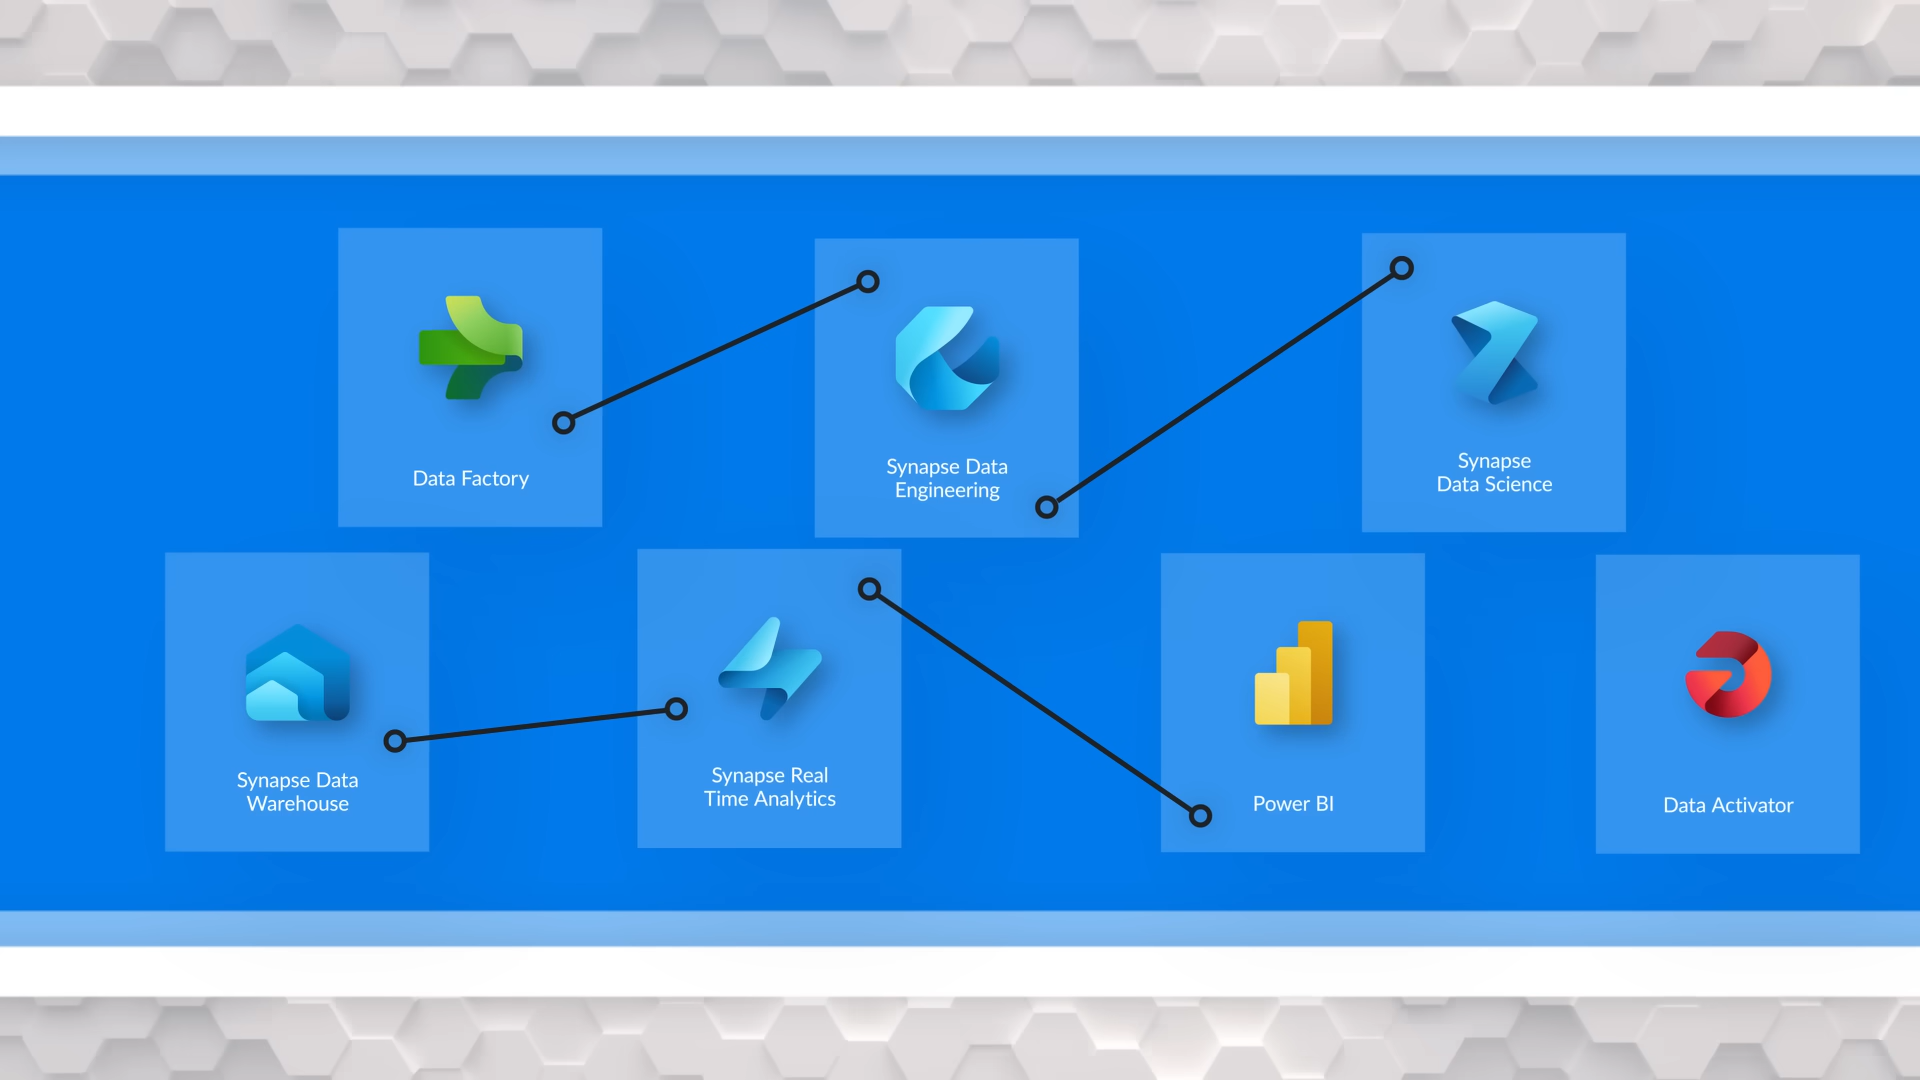 Data Factory
Synapse Data
Engineering
Synapse
Data Science
Synapse Data
Warehouse
Synapse Real
Time Analytics
Power BI
Data Activator